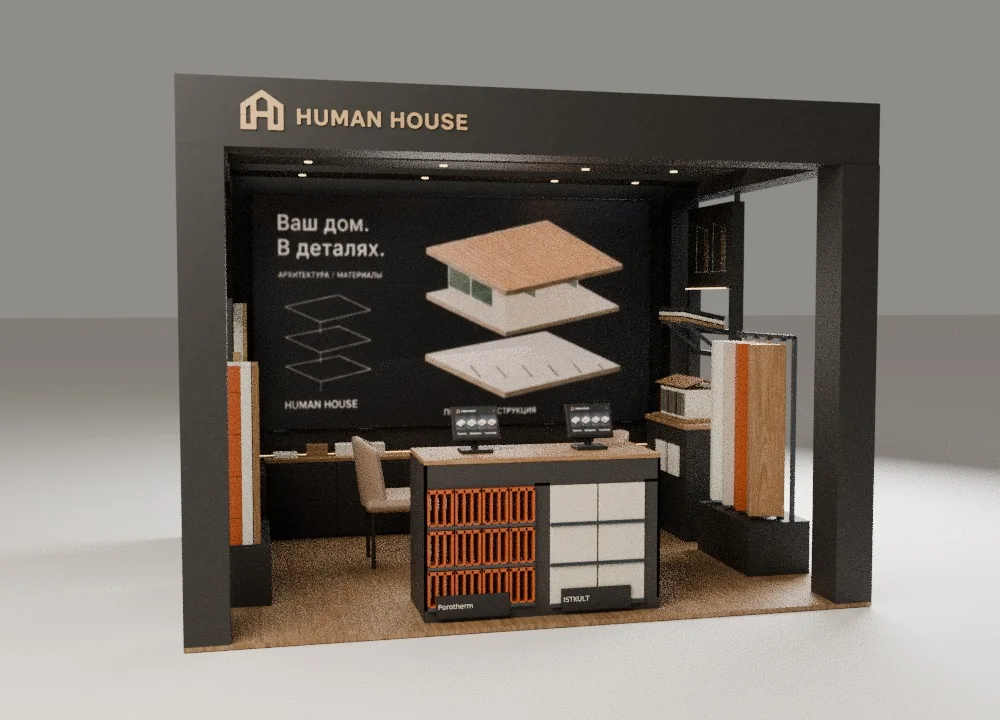 HUMAN HOUSE
Ваш дом.
В деталях.
АРХИТЕКТУРА / МАТЕРИАЛЫ
HUMAN HOUSE
Porotherm
ISTKULT